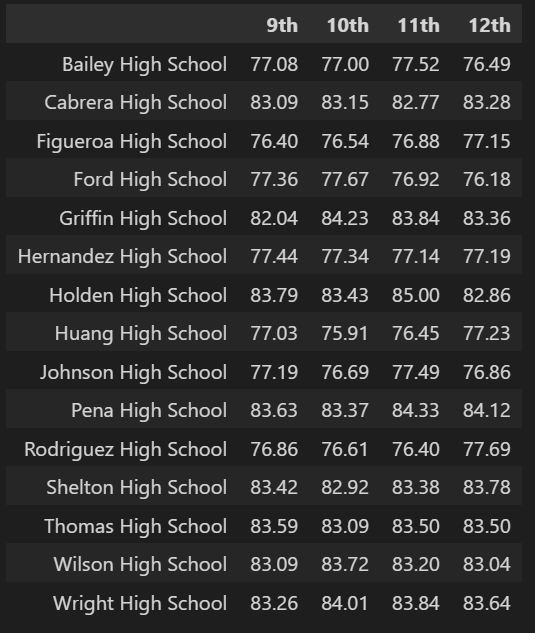 9th 10th 11th 12th
Bailey High School 77.08 77.00 77.52 76.49
Cabrera High School 83.09 83.15 82.77 83.28
Figueroa High School 76.40 76.54 76.88 77.15
Ford High School 77.36 77.67 76.92 76.18
Griffin High School 82.04 84.23 83.84 83.36
Hernandez High School 77.44 77.34 77.14 77.19
Holden High School 83.79 83.43 85.00 82.86
Huang High School 77.03 75.91 76.45 77.23
Johnson High School 77.19 76.69 77.49 76.86
Pena High School 83.63 83.37 84.33 84.12
Rodriguez High School 76.86 76.61 76.40 77.69
Shelton High School 83.42 82.92 83.38 83.78
Thomas High School 83.59 83.09 83.50 83.50
Wilson High School 83.09 83.72 83.20 83.04
Wright High School 83.26 84.01 83.84 83.64